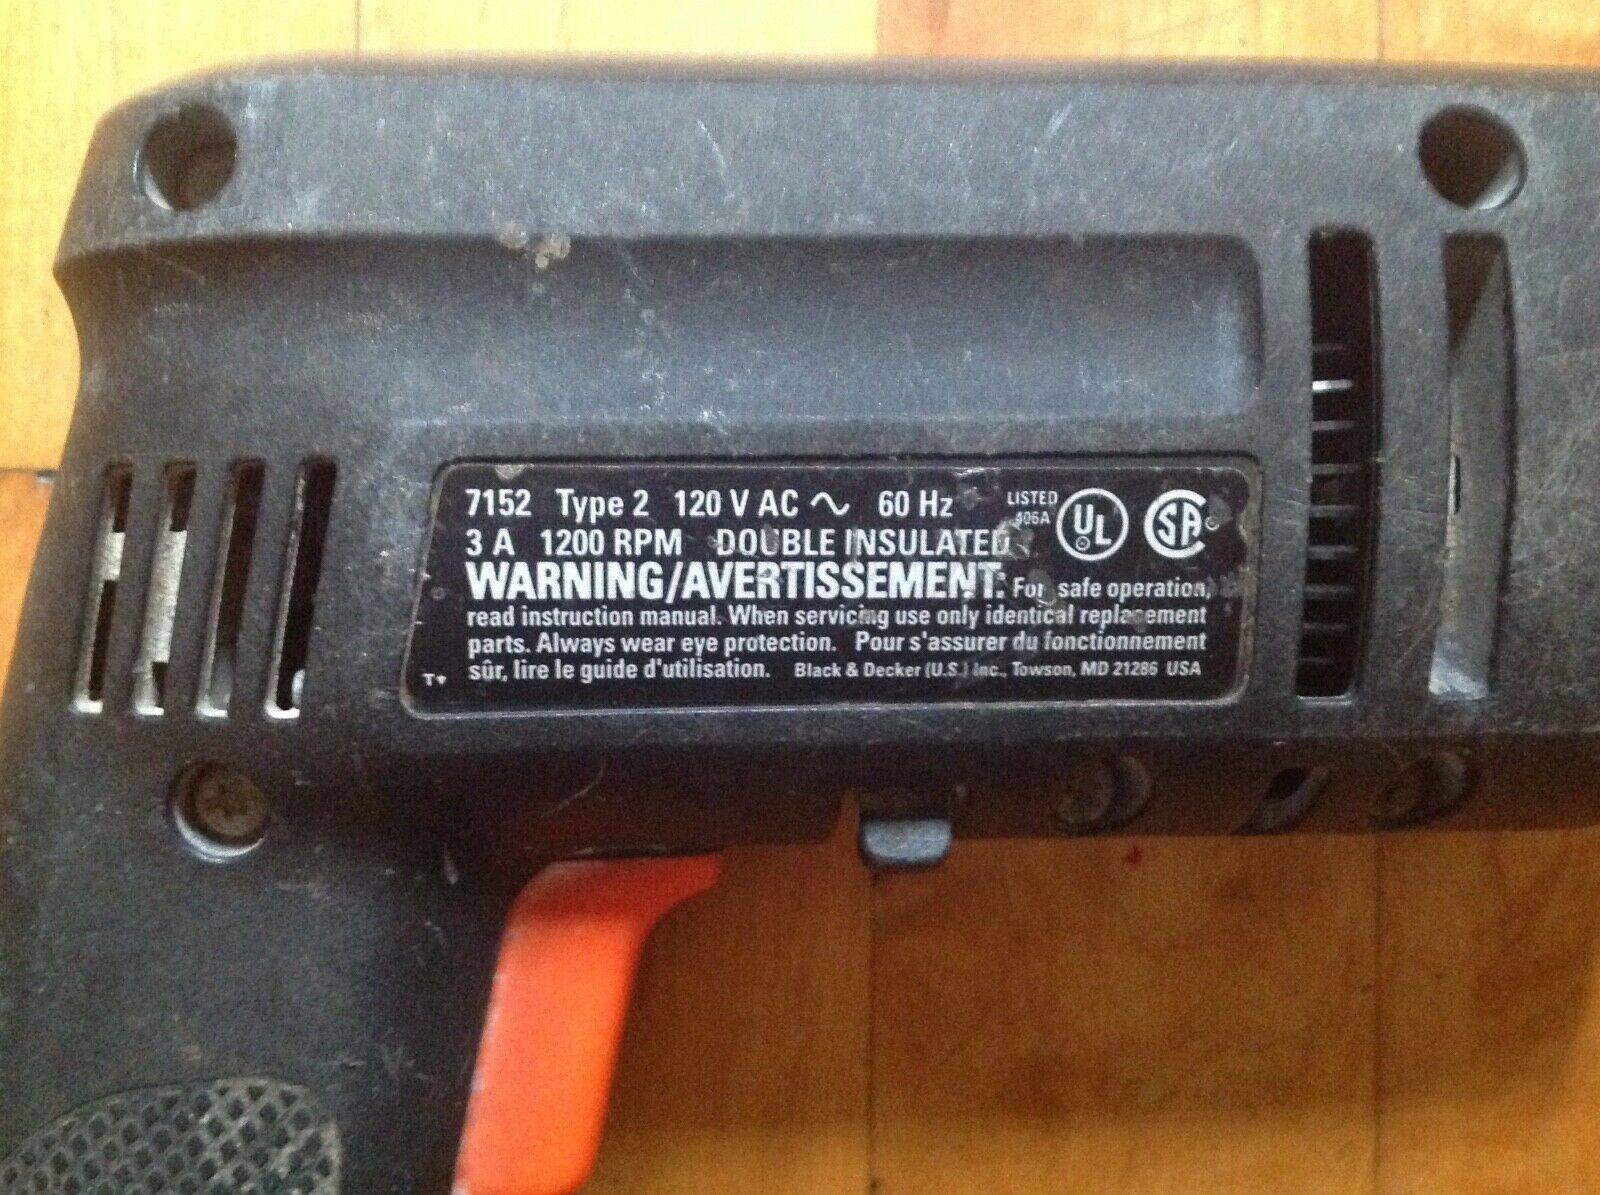 7152 Type 2 120 V AC ∿ 60 Hz LISTED UL SA
3 A 1200 RPM DOUBLE INSULATED
WARNING/AVERTISSEMENT: For safe operation,
read instruction manual. When servicing use only identical replacement
parts. Always wear eye protection. Pour s'assurer du fonctionnement
sûr, lire le guide d'utilisation. Black & Decker (U.S.) Inc., Towson, MD 21286 USA